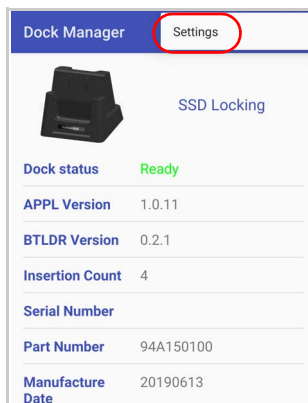 Dock Manager Settings
SSD Locking
Dock status Ready
APPL Version 1.0.11
BTLDR Version 0.2.1
Insertion Count 4
Serial Number
Part Number 94A150100
Manufacture 20190613
Date